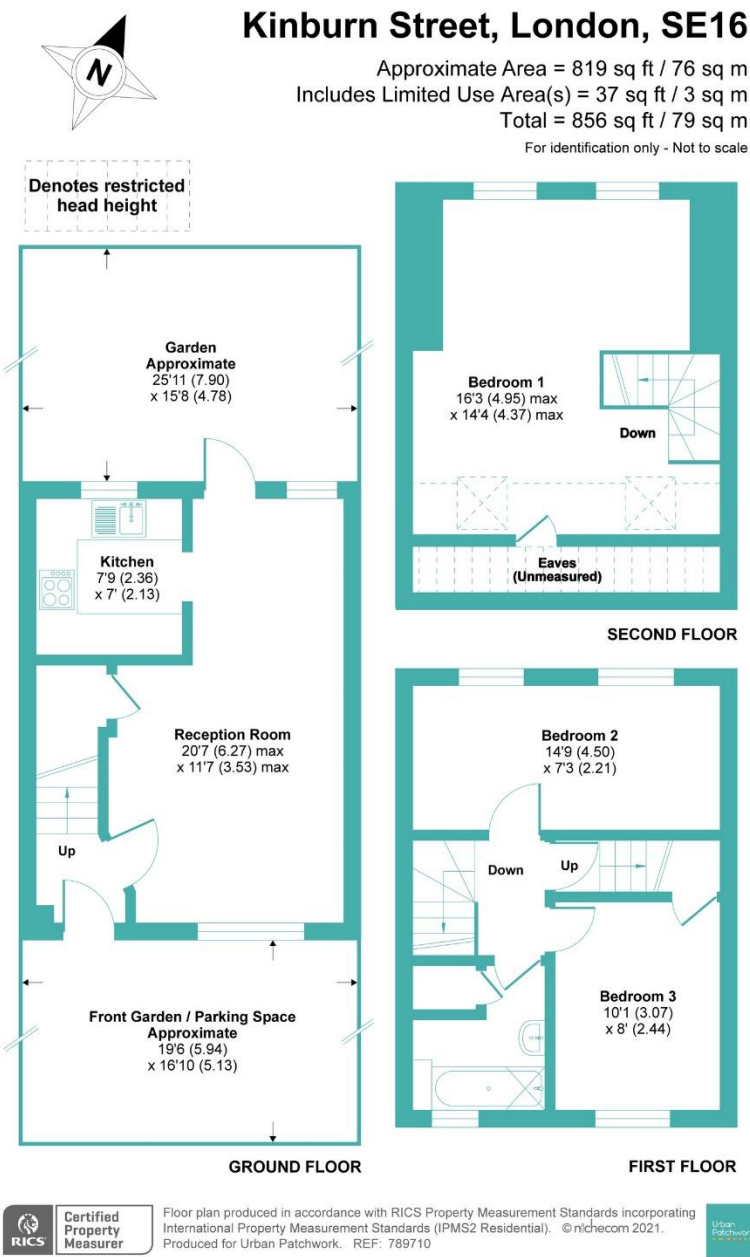 Kinburn Street, London, SE16
Approximate Area = 819 sq ft / 76 sq m
Includes Limited Use Area(s) = 37 sq ft / 3 sq m
Total = 856 sq ft / 79 sq m
For identification only - Not to scale
N
Denotes restricted
head height
Garden
Approximate
25'11 (7.90)
x 15'8 (4.78)
Kitchen
7'9 (2.36)
x 7' (2.13)
Reception Room
20'7 (6.27) max
x 11'7 (3.53) max
Up
Front Garden / Parking Space
Approximate
19'6 (5.94)
x 16'10 (5.13)
GROUND FLOOR
Bedroom 1
16'3 (4.95) max
x 14'4 (4.37) max
Down
Eaves
(Unmeasured)
SECOND FLOOR
Bedroom 2
14'9 (4.50)
x 7'3 (2.21)
Down
Up
Bedroom 3
10'1 (3.07)
x 8' (2.44)
FIRST FLOOR
RICS
Certified
Property
Measurer
Floor plan produced in accordance with RICS Property Measurement Standards incorporating
International Property Measurement Standards (IPMS2 Residential). © nichecom 2021.
Produced for Urban Patchwork. REF: 789710
Urban
Patchwork